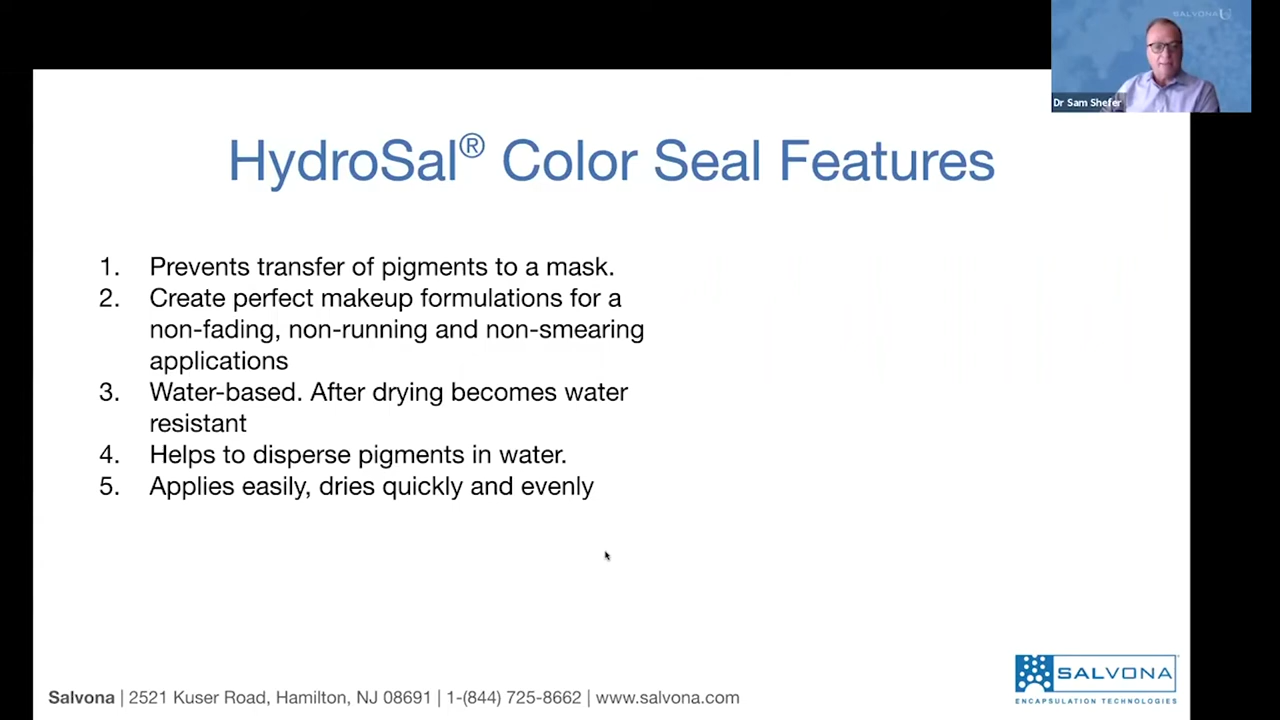 SALVONA
Dr Sam Shefer
HydroSal® Color Seal Features
1. Prevents transfer of pigments to a mask.
2. Create perfect makeup formulations for a
non-fading, non-running and non-smearing
applications
3. Water-based. After drying becomes water
resistant
4. Helps to disperse pigments in water.
5. Applies easily, dries quickly and evenly
Salvona | 2521 Kuser Road, Hamilton, NJ 08691 | 1-(844) 725-8662 | www.salvona.com
SALVONA
ENCAPSULATION TECHNOLOGIES